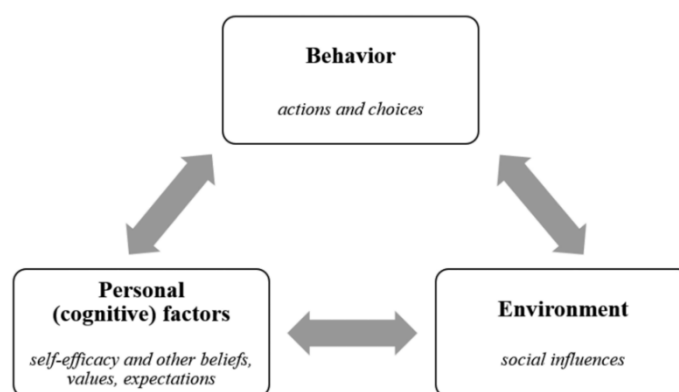 Behavior
actions and choices
Personal
(cognitive) factors
self-efficacy and other beliefs,
values, expectations
Environment
social influences